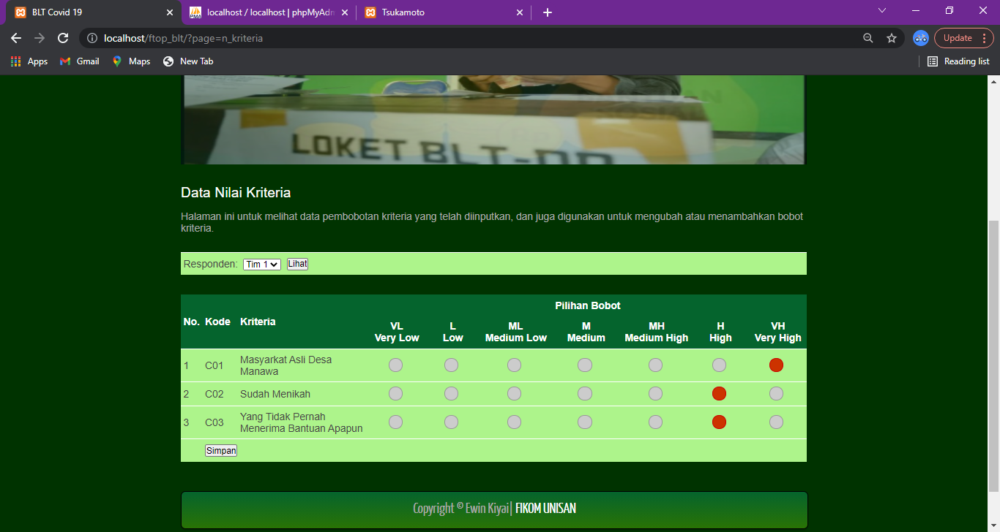 BLT Covid 19
localhost / localhost | phpMyAdm
Tsukamoto
localhost/ftop_blt/?page=n_kriteria
Update
Apps
Gmail
Maps
New Tab
Reading list
LOKET BLT-DD
Data Nilai Kriteria
Halaman ini untuk melihat data pembobotan kriteria yang telah diinputkan, dan juga digunakan untuk mengubah atau menambahkan bobot
kriteria.
Responden: Tim 1 Lihat
Pilihan Bobot
No. Kode Kriteria
VL L ML M MH H VH
Very Low Low Medium Low Medium Medium High High Very High
1 C01 Masyarkat Asli Desa
Manawa
2 C02 Sudah Menikah
3 C03 Yang Tidak Pernah
Menerima Bantuan Apapun
Simpan
Copyright © Ewin Kiyai| FIKOM UNISAN